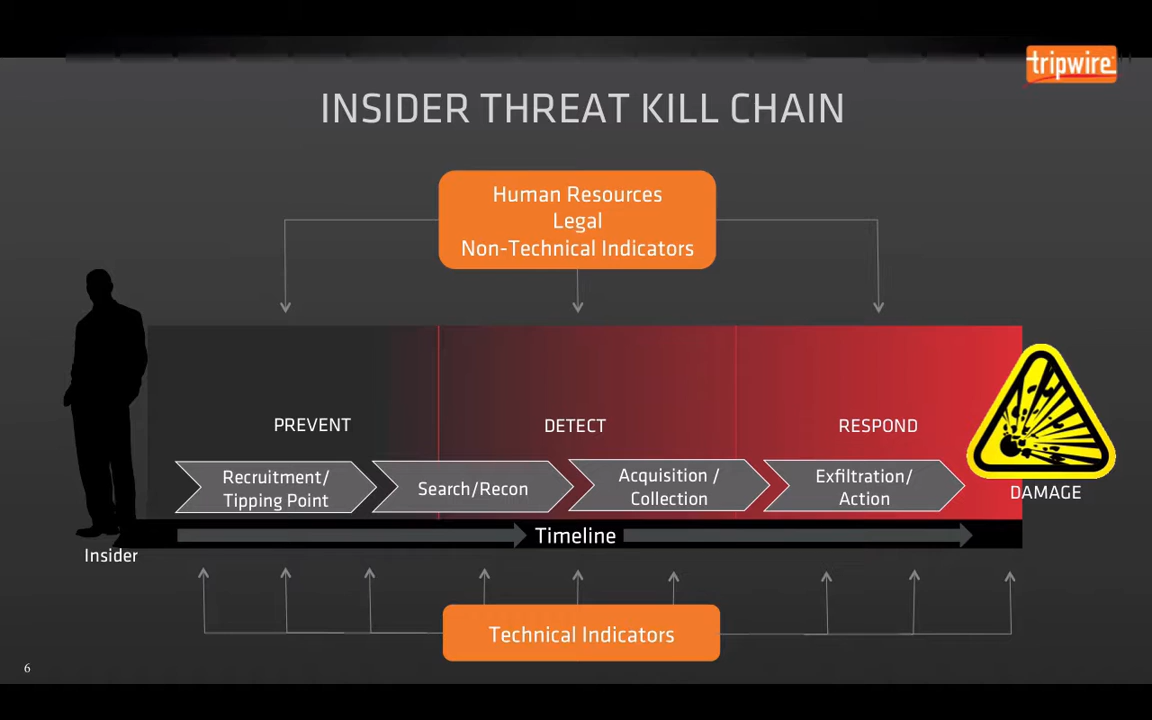 tripwire
INSIDER THREAT KILL CHAIN
Human Resources
Legal
Non-Technical Indicators
PREVENT
DETECT
RESPOND
Recruitment/
Tipping Point
Search/Recon
Acquisition /
Collection
Exfiltration/
Action
DAMAGE
Timeline
Insider
Technical Indicators
6